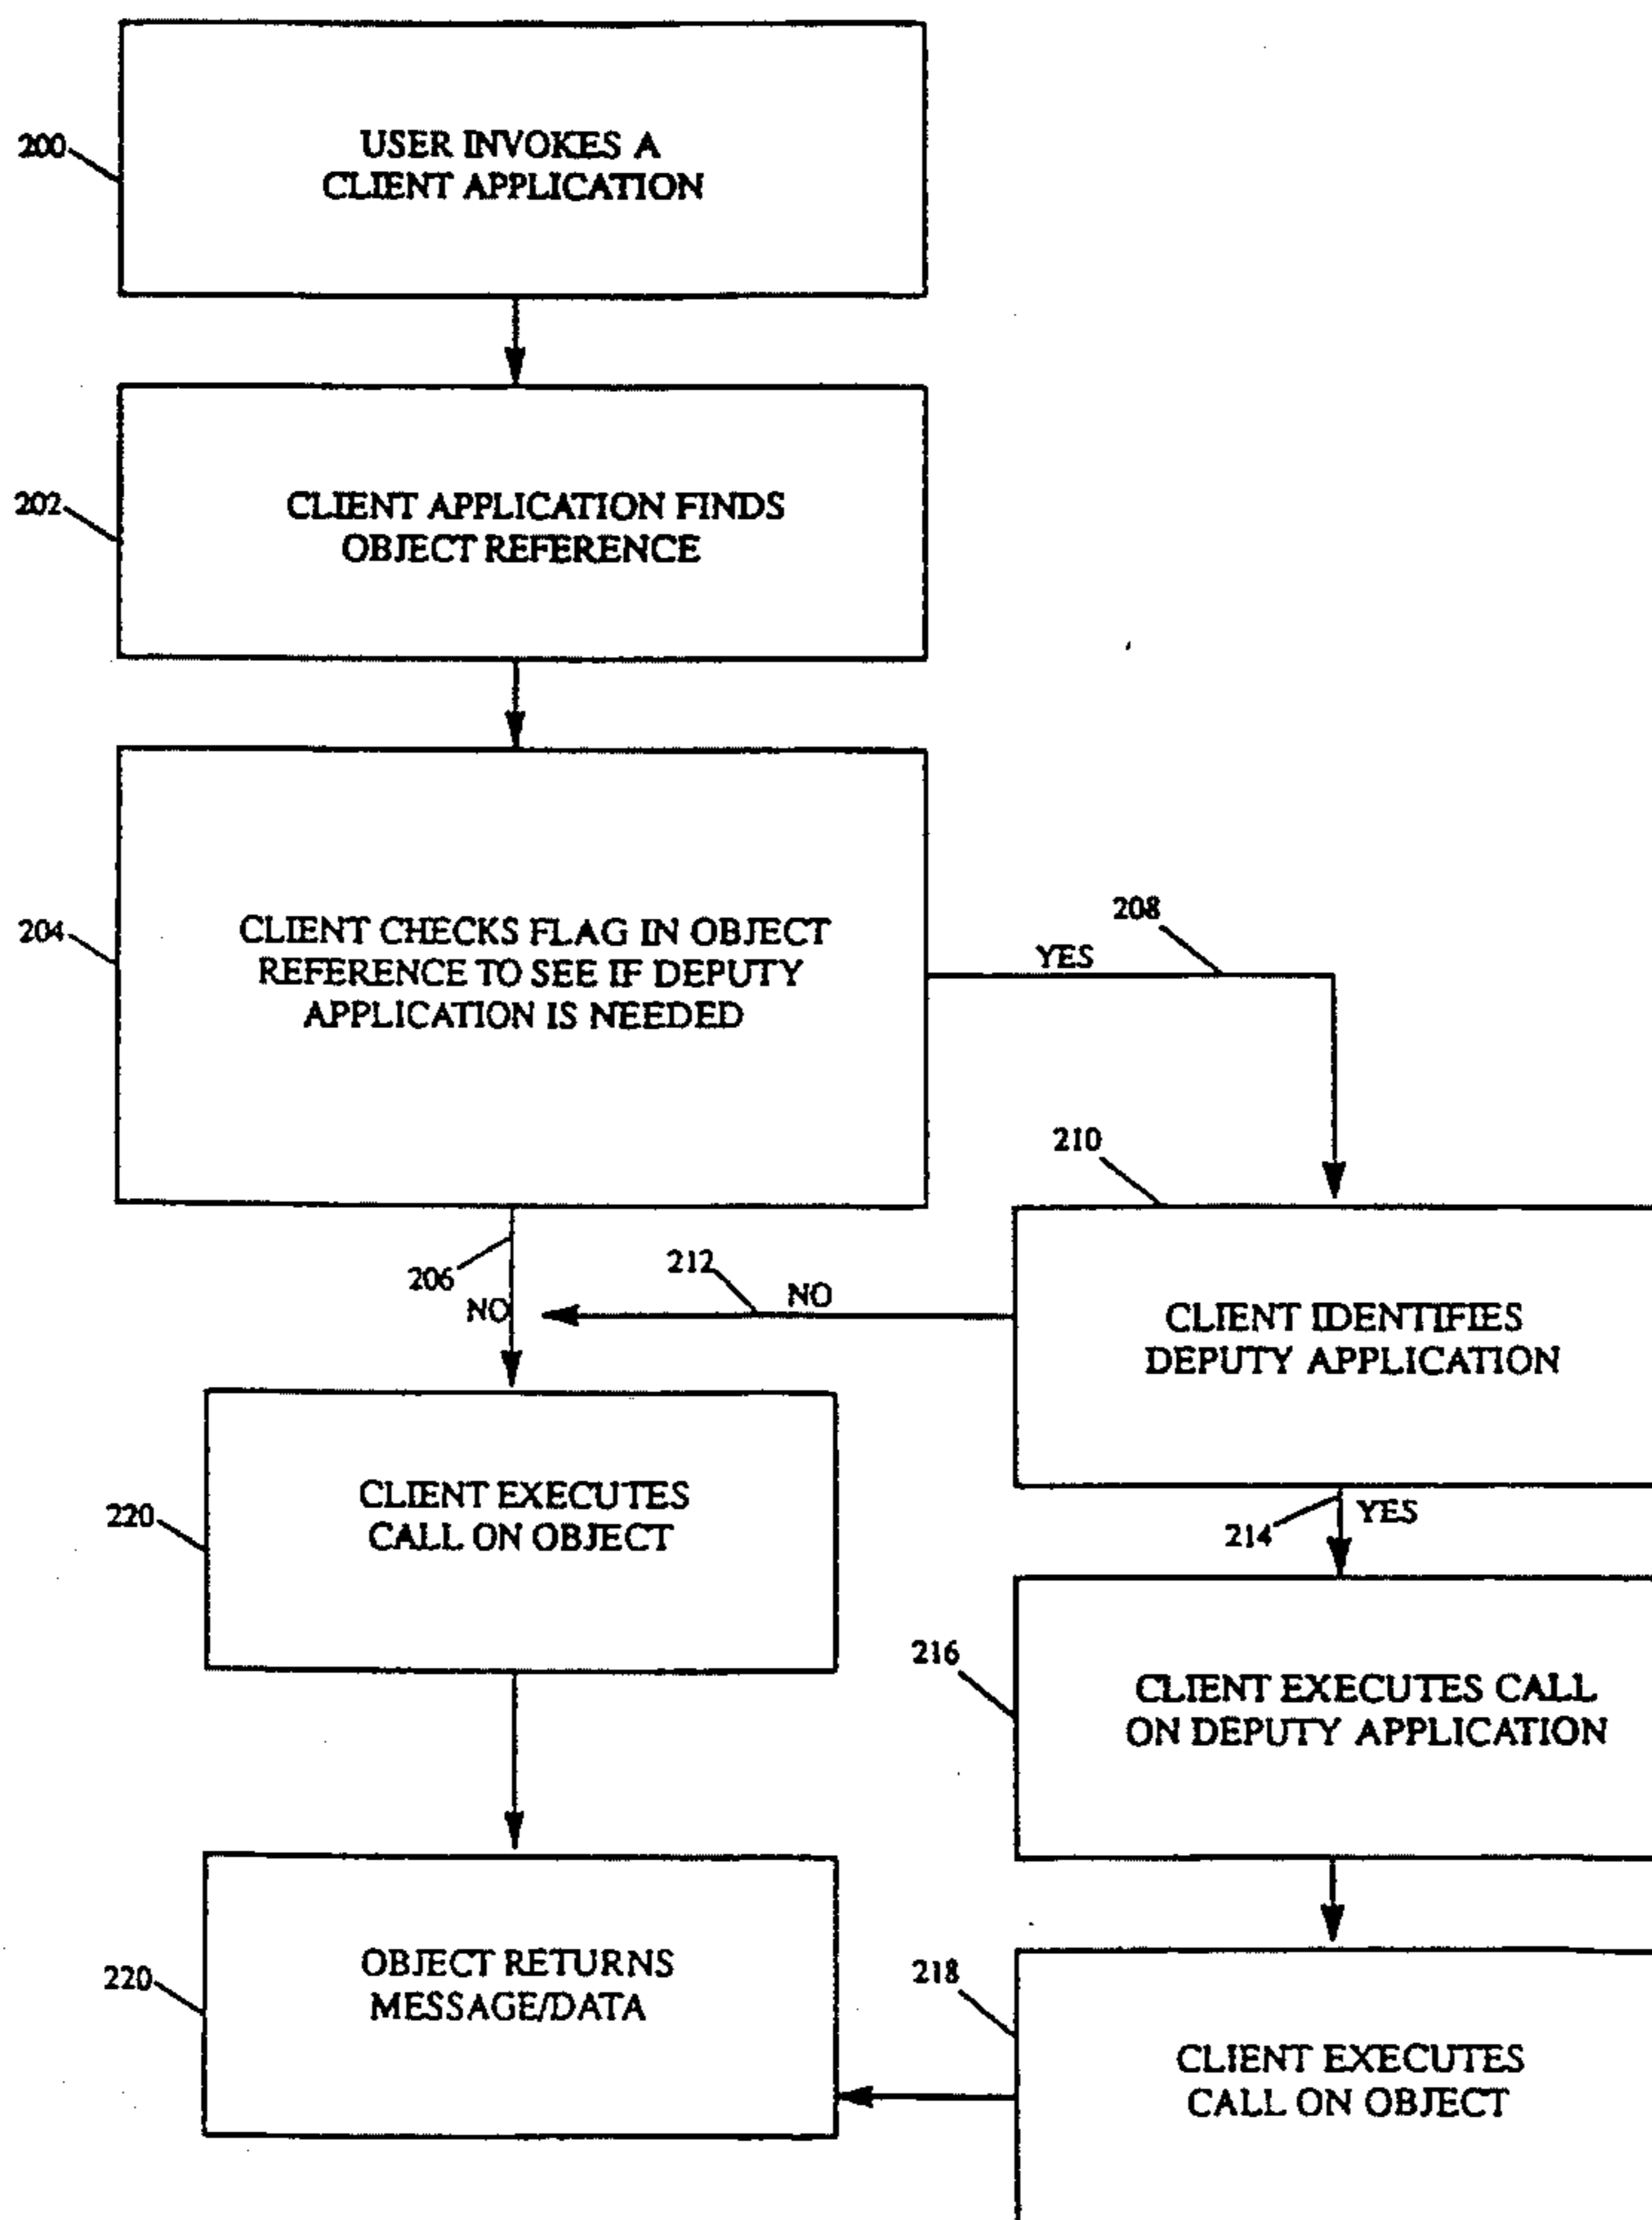 200
USER INVOKES A
CLIENT APPLICATION
202
CLIENT APPLICATION FINDS
OBJECT REFERENCE
204
CLIENT CHECKS FLAG IN OBJECT
REFERENCE TO SEE IF DEPUTY
APPLICATION IS NEEDED
208
YES
210
206
NO
212
NO
CLIENT IDENTIFIES
DEPUTY APPLICATION
214
YES
220
CLIENT EXECUTES
CALL ON OBJECT
216
CLIENT EXECUTES CALL
ON DEPUTY APPLICATION
220
OBJECT RETURNS
MESSAGE/DATA
218
CLIENT EXECUTES
CALL ON OBJECT